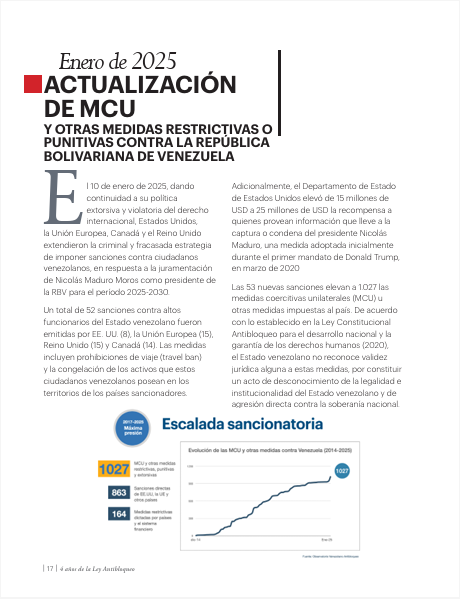 Enero de 2025
ACTUALIZACIÓN
DE MCU
Y OTRAS MEDIDAS RESTRICTIVAS O
PUNITIVAS CONTRA LA REPÚBLICA
BOLIVARIANA DE VENEZUELA
El 10 de enero de 2025, dando
continuidad a su política
extorsiva y violatoria del derecho
internacional, Estados Unidos,
la Unión Europea, Canadá y el Reino Unido
extendieron la criminal y fracasada estrategia
de imponer sanciones contra ciudadanos
venezolanos, en respuesta a la juramentación
de Nicolás Maduro Moros como presidente de
la RBV para el período 2025-2030.
Un total de 52 sanciones contra altos
funcionarios del Estado venezolano fueron
emitidas por EE. UU. (8), la Unión Europea (15),
Reino Unido (15) y Canadá (14). Las medidas
incluyen prohibiciones de viaje (travel ban)
y la congelación de los activos que estos
ciudadanos venezolanos posean en los
territorios de los países sancionadores.
Adicionalmente, el Departamento de Estado
de Estados Unidos elevó de 15 millones de
USD a 25 millones de USD la recompensa a
quienes provean información que lleve a la
captura o condena del presidente Nicolás
Maduro, una medida adoptada inicialmente
durante el primer mandato de Donald Trump,
en marzo de 2020
Las 53 nuevas sanciones elevan a 1.027 las
medidas coercitivas unilaterales (MCU) u
otras medidas impuestas al país. De acuerdo
con lo establecido en la Ley Constitucional
Antibloqueo para el desarrollo nacional y la
garantía de los derechos humanos (2020),
el Estado venezolano no reconoce validez
jurídica alguna a estas medidas, por constituir
un acto de desconocimiento de la legalidad e
institucionalidad del Estado venezolano y de
agresión directa contra la soberanía nacional.
2017-2025
Máxima
presión
Escalada sancionatoria
1027
MCU y otras medidas
restrictivas, punitivas
y extorsivas
863
Sanciones directas
de EE.UU, la UE y
otros países
164
Medidas restrictivas
dictadas por países
y el sistema
financiero
Evolución de las MCU y otras medidas contra Venezuela (2014-2025)
1027
| 17 | 4 años de la Ley Antibloqueo